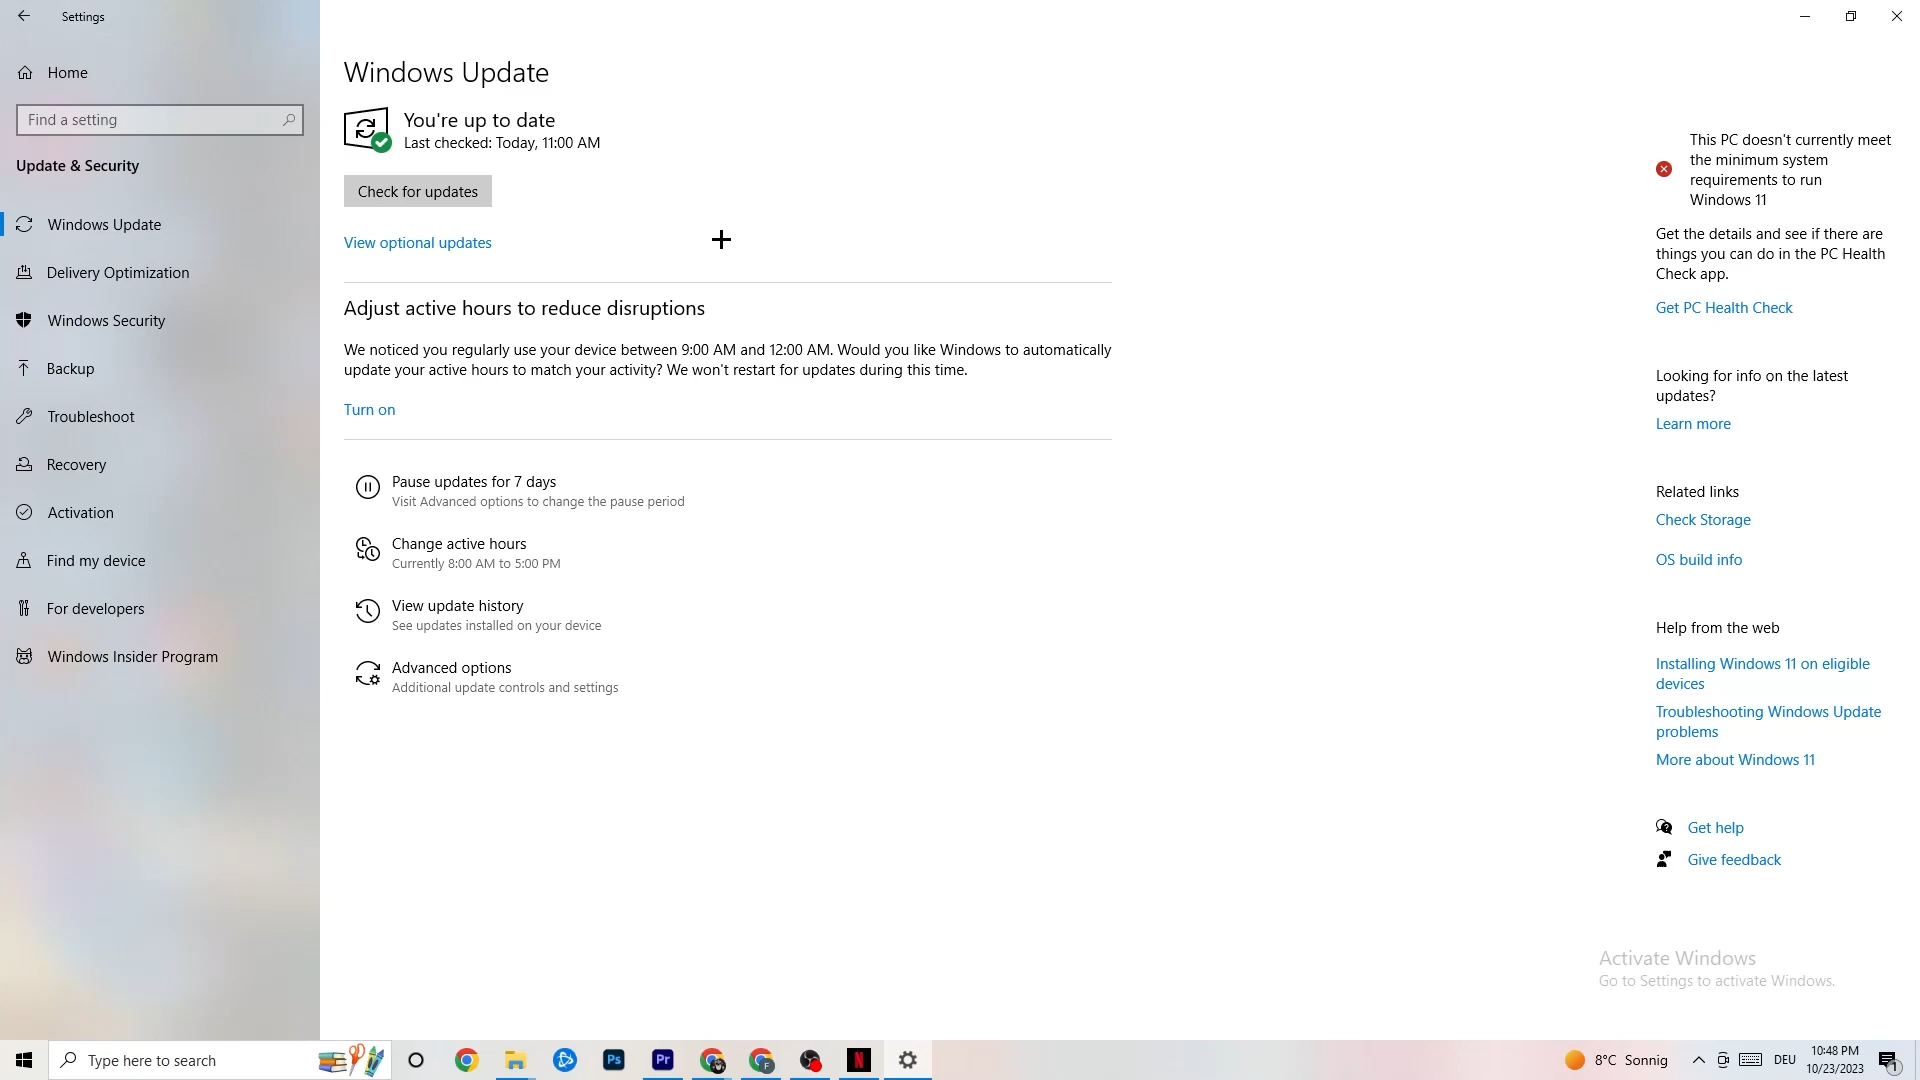 Settings
Home
Find a setting
Update & Security
Windows Update
Delivery Optimization
Windows Security
Backup
Troubleshoot
Recovery
Activation
Find my device
For developers
Windows Insider Program
Windows Update
You're up to date
Last checked: Today, 11:00 AM
Check for updates
View optional updates
Adjust active hours to reduce disruptions
We noticed you regularly use your device between 9:00 AM and 12:00 AM. Would you like Windows to automatically
update your active hours to match your activity? We won't restart for updates during this time.
Turn on
Pause updates for 7 days
Visit Advanced options to change the pause period
Change active hours
Currently 8:00 AM to 5:00 PM
View update history
See updates installed on your device
Advanced options
Additional update controls and settings
This PC doesn't currently meet
the minimum system
requirements to run
Windows 11
Get the details and see if there are
things you can do in the PC Health
Check app.
Get PC Health Check
Looking for info on the latest
updates?
Learn more
Related links
Check Storage
OS build info
Help from the web
Installing Windows 11 on eligible
devices
Troubleshooting Windows Update
problems
More about Windows 11
Get help
Give feedback
Activate Windows
Go to Settings to activate Windows.
Type here to search
Ps
Pr
F
N
8°C Sonnig
DEU
10:48 PM
10/23/2023
1